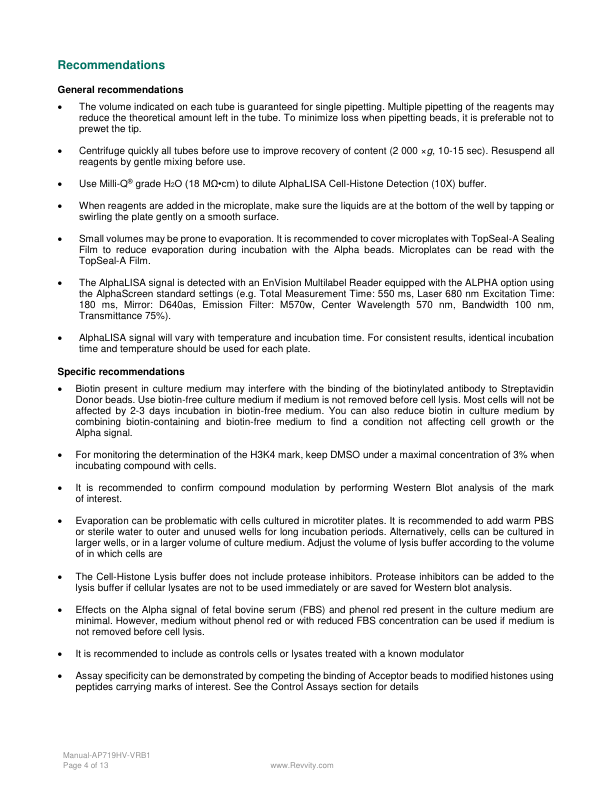 Recommendations
General recommendations
• The volume indicated on each tube is guaranteed for single pipetting. Multiple pipetting of the reagents may
reduce the theoretical amount left in the tube. To minimize loss when pipetting beads, it is preferable not to
prewet the tip.
• Centrifuge quickly all tubes before use to improve recovery of content (2 000 ×g, 10-15 sec). Resuspend all
reagents by gentle mixing before use.
• Use Milli-Q® grade H₂O (18 MΩ•cm) to dilute AlphaLISA Cell-Histone Detection (10X) buffer.
• When reagents are added in the microplate, make sure the liquids are at the bottom of the well by tapping or
swirling the plate gently on a smooth surface.
• Small volumes may be prone to evaporation. It is recommended to cover microplates with TopSeal-A Sealing
Film to reduce evaporation during incubation with the Alpha beads. Microplates can be read with the
TopSeal-A Film.
• The AlphaLISA signal is detected with an EnVision Multilabel Reader equipped with the ALPHA option using
the AlphaScreen standard settings (e.g. Total Measurement Time: 550 ms, Laser 680 nm Excitation Time:
180 ms, Mirror: D640as, Emission Filter: M570w, Center Wavelength 570 nm, Bandwidth 100 nm,
Transmittance 75%).
• AlphaLISA signal will vary with temperature and incubation time. For consistent results, identical incubation
time and temperature should be used for each plate.
Specific recommendations
• Biotin present in culture medium may interfere with the binding of the biotinylated antibody to Streptavidin
Donor beads. Use biotin-free culture medium if medium is not removed before cell lysis. Most cells will not be
affected by 2-3 days incubation in biotin-free medium. You can also reduce biotin in culture medium by
combining biotin-containing and biotin-free medium to find a condition not affecting cell growth or the
Alpha signal.
• For monitoring the determination of the H3K4 mark, keep DMSO under a maximal concentration of 3% when
incubating compound with cells.
• It is recommended to confirm compound modulation by performing Western Blot analysis of the mark
of interest.
• Evaporation can be problematic with cells cultured in microtiter plates. It is recommended to add warm PBS
or sterile water to outer and unused wells for long incubation periods. Alternatively, cells can be cultured in
larger wells, or in a larger volume of culture medium. Adjust the volume of lysis buffer according to the volume
of in which cells are
• The Cell-Histone Lysis buffer does not include protease inhibitors. Protease inhibitors can be added to the
lysis buffer if cellular lysates are not to be used immediately or are saved for Western blot analysis.
• Effects on the Alpha signal of fetal bovine serum (FBS) and phenol red present in the culture medium are
minimal. However, medium without phenol red or with reduced FBS concentration can be used if medium is
not removed before cell lysis.
• It is recommended to include as controls cells or lysates treated with a known modulator
• Assay specificity can be demonstrated by competing the binding of Acceptor beads to modified histones using
peptides carrying marks of interest. See the Control Assays section for details
Manual-AP719HV-VRB1
Page 4 of 13 www.Revvity.com